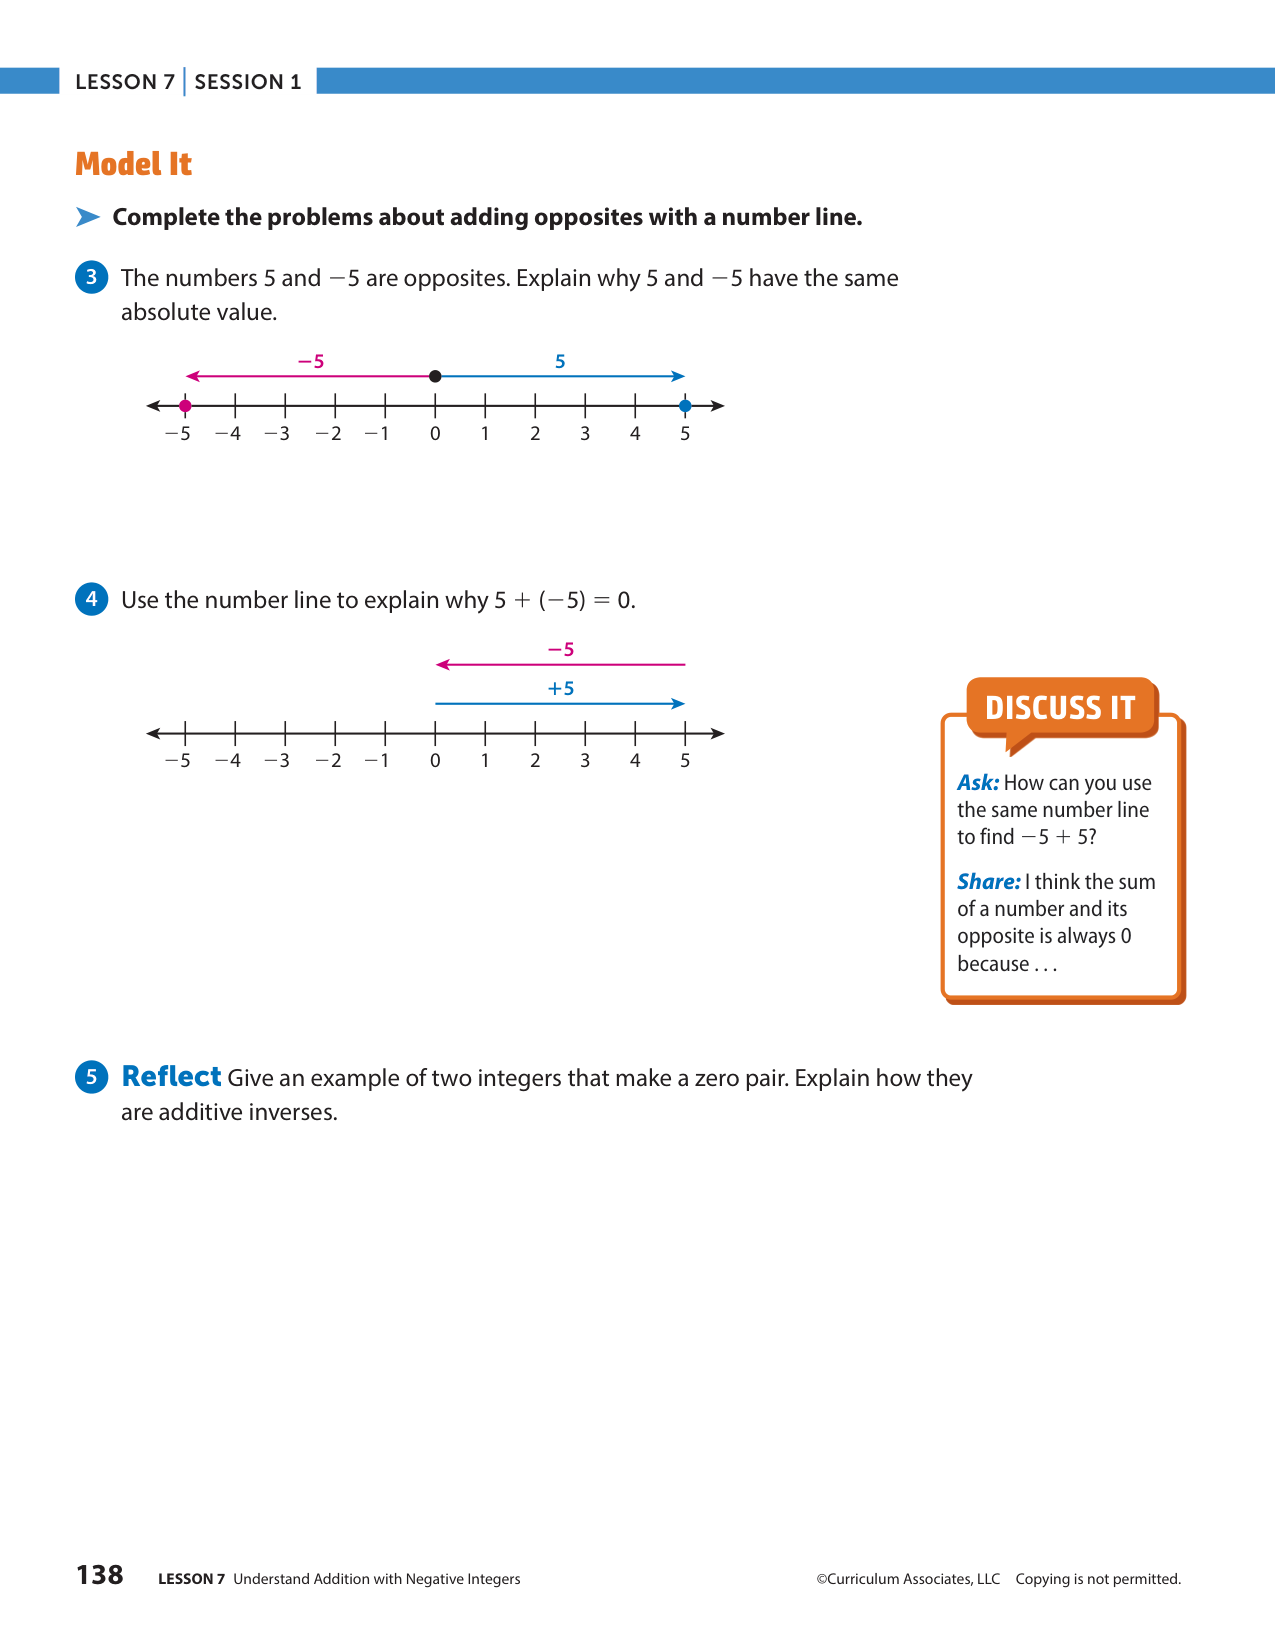 LESSON 7 | SESSION 1
Model It
Complete the problems about adding opposites with a number line.
3 The numbers 5 and −5 are opposites. Explain why 5 and −5 have the same
absolute value.
−5 5
−5 −4 −3 −2 −1 0 1 2 3 4 5
4 Use the number line to explain why 5 + (−5) = 0.
−5
+5
−5 −4 −3 −2 −1 0 1 2 3 4 5
DISCUSS IT
Ask: How can you use
the same number line
to find −5 + 5?
Share: I think the sum
of a number and its
opposite is always 0
because . . .
5 Reflect Give an example of two integers that make a zero pair. Explain how they
are additive inverses.
138 LESSON 7 Understand Addition with Negative Integers ©Curriculum Associates, LLC Copying is not permitted.